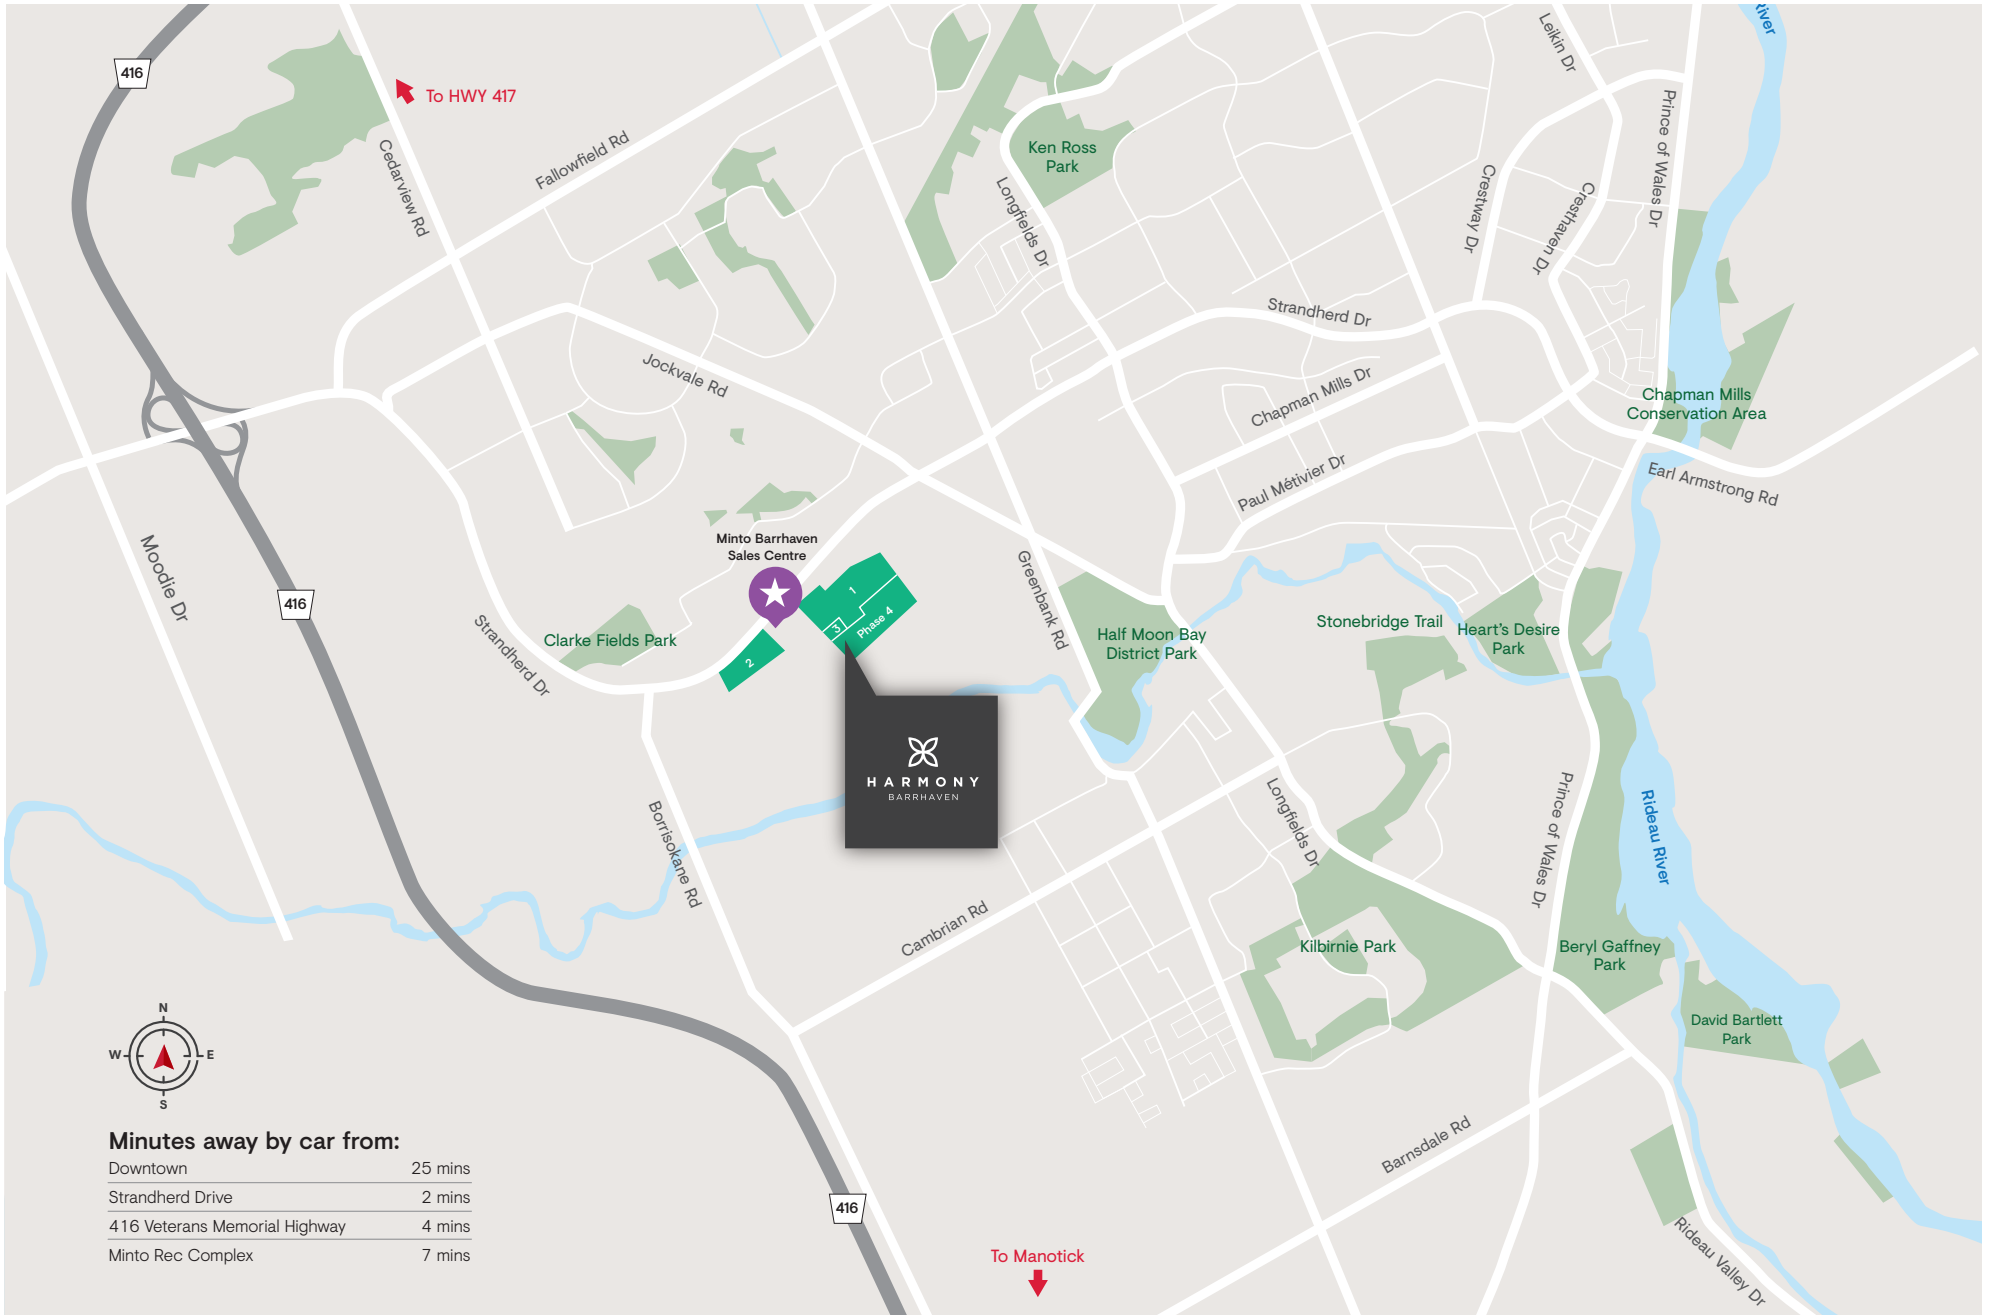 416
To HWY 417
Cedarview Rd
Fallowfield Rd
Ken Ross
Park
Longfields Dr
Leikin Dr
River
Prince of Wales Dr
Crestway Dr
Cresthaven Dr
Strandherd Dr
Jockvale Rd
Chapman Mills Dr
Chapman Mills
Conservation Area
Paul Métivier Dr
Earl Armstrong Rd
Moodie Dr
416
Minto Barrhaven
Sales Centre
1
2
3
Phase 4
Strandherd Dr
Clarke Fields Park
Greenbank Rd
Half Moon Bay
District Park
Stonebridge Trail
Heart's Desire
Park
HARMONY
BARRHAVEN
Borrisokane Rd
Longfields Dr
Prince of Wales Dr
Rideau River
Cambrian Rd
Kilbirnie Park
Beryl Gaffney
Park
David Bartlett
Park
N
W
E
S
Minutes away by car from:
Downtown 25 mins
Strandherd Drive 2 mins
416 Veterans Memorial Highway 4 mins
Minto Rec Complex 7 mins
416
To Manotick
Barnsdale Rd
Rideau Valley Dr